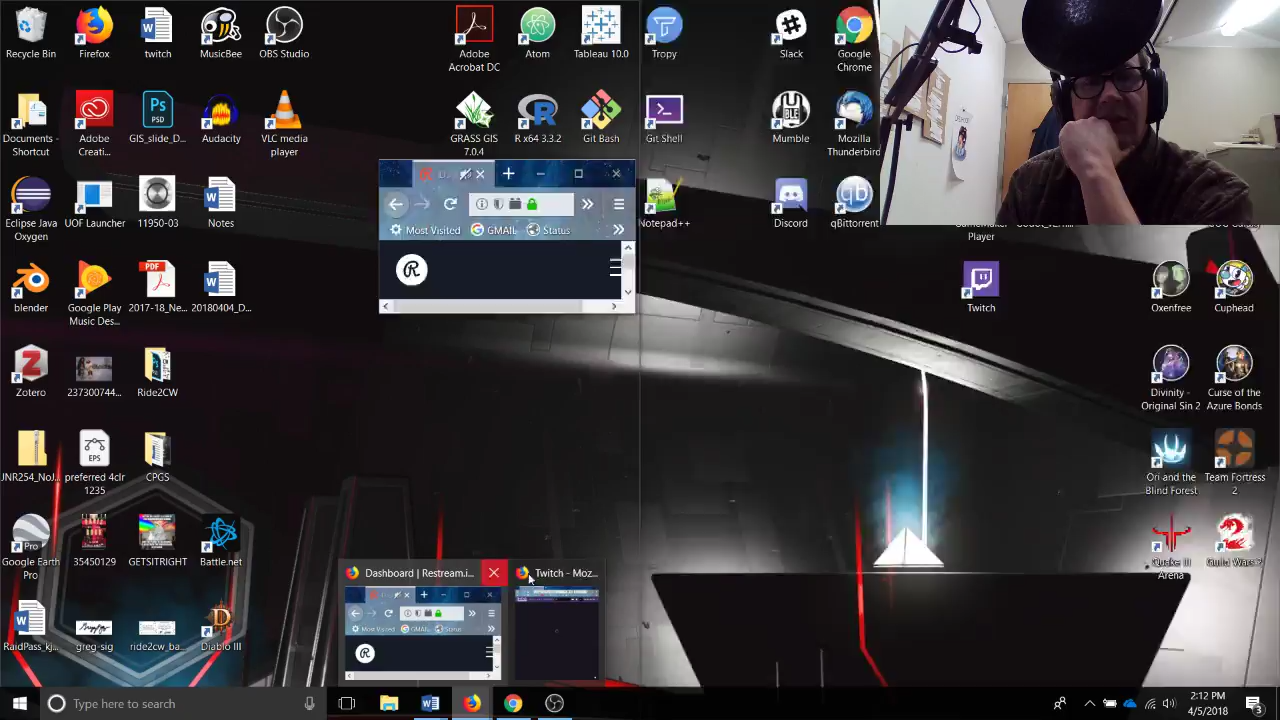 Recycle Bin
Firefox
twitch
MusicBee
OBS Studio
Adobe
Acrobat DC
Atom
Tableau 10.0
Tropy
Slack
Google
Chrome
Documents -
Shortcut
Adobe
Creati...
GIS_slide_D...
Audacity
VLC media
player
GRASS GIS
7.0.4
R x64 3.3.2
Git Bash
Git Shell
Mumble
Mozilla
Thunderbird
Eclipse Java
Oxygen
UOF Launcher
11950-03
Notes
Most Visited
GMAIL
Status
Notepad++
Discord
qBittorrent
Player
blender
Google Play
Music Des...
2017-18_Ne...
20180404_D...
Twitch
Oxenfree
Cuphead
Zotero
237300744...
Ride2CW
Divinity -
Original Sin 2
Curse of the
Azure Bonds
JNR254_NoJ...
preferred 4clr
1235
CPGS
Ori and the
Blind Forest
Team Fortress
2
Google Earth
Pro
35450129
GETSITRIGHT
Battle.net
Quake III
Arena
Guild Wars 2
Dashboard | Restream.i...
Twitch - Moz...
Most Visited
GMAIL
Status
RaidPass_kj...
greg-sig
ride2cw_ba...
Diablo III
Type here to search
2:12 PM
4/5/2018
3